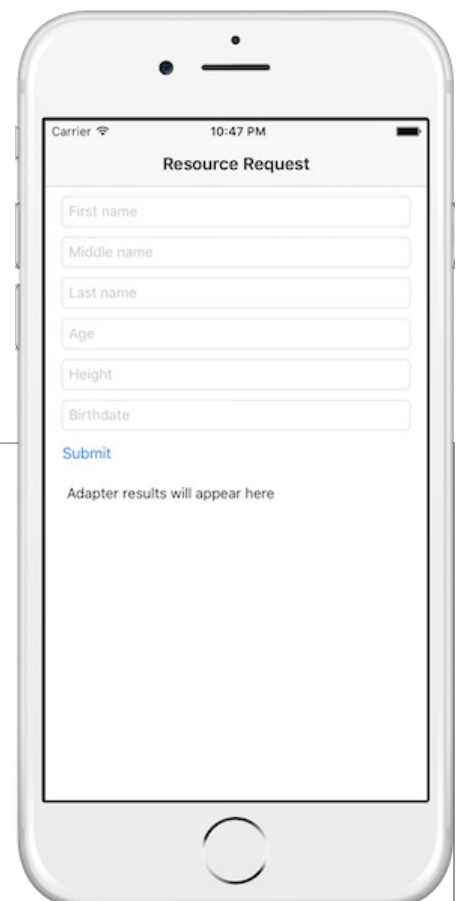 Carrier 10:47 PM
Resource Request
First name
Middle name
Last name
Age
Height
Birthdate
Submit
Adapter results will appear here